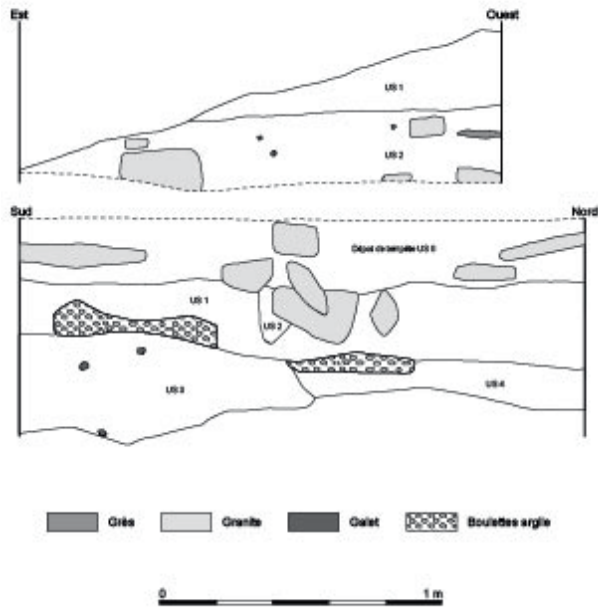 Est Ouest
US 1
US 2
Sud Nord
Dépot de tempête US 0
US 1
US 2
US 3
US 4
Grès Granite Galet Boulettes argile
0 1 m